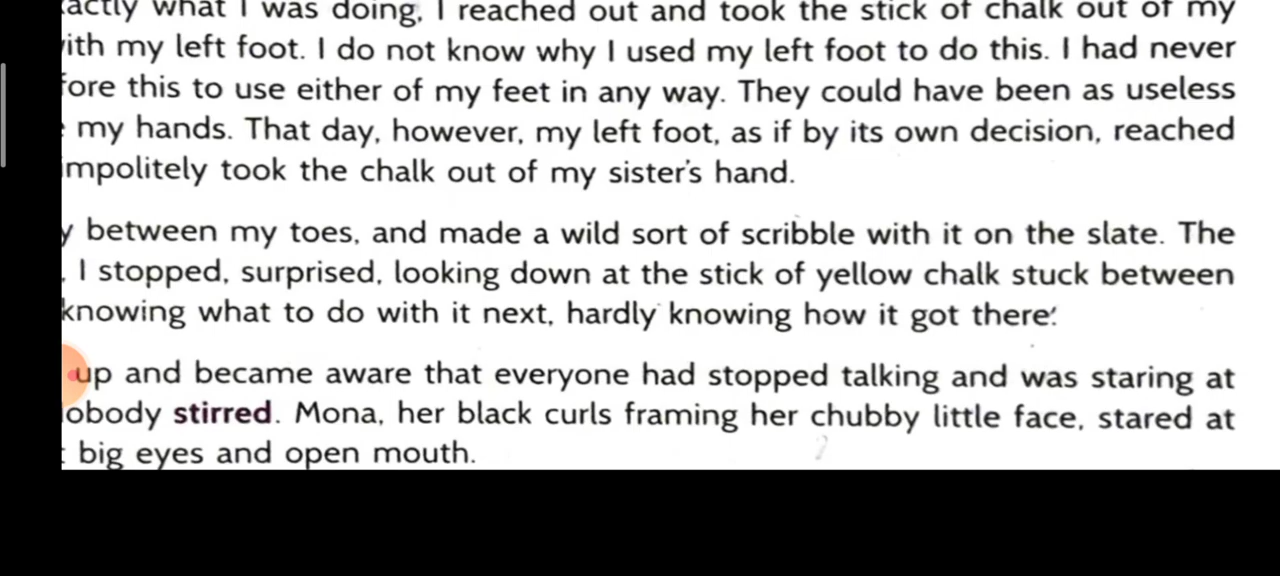 actly what I was doing, I reached out and took the stick of chalk out of my
ith my left foot. I do not know why I used my left foot to do this. I had never
fore this to use either of my feet in any way. They could have been as useless
my hands. That day, however, my left foot, as if by its own decision, reached
impolitely took the chalk out of my sister's hand.
y between my toes, and made a wild sort of scribble with it on the slate. The
. I stopped, surprised, looking down at the stick of yellow chalk stuck between
knowing what to do with it next, hardly knowing how it got there.
up and became aware that everyone had stopped talking and was staring at
obody stirred. Mona, her black curls framing her chubby little face, stared at
big eyes and open mouth.